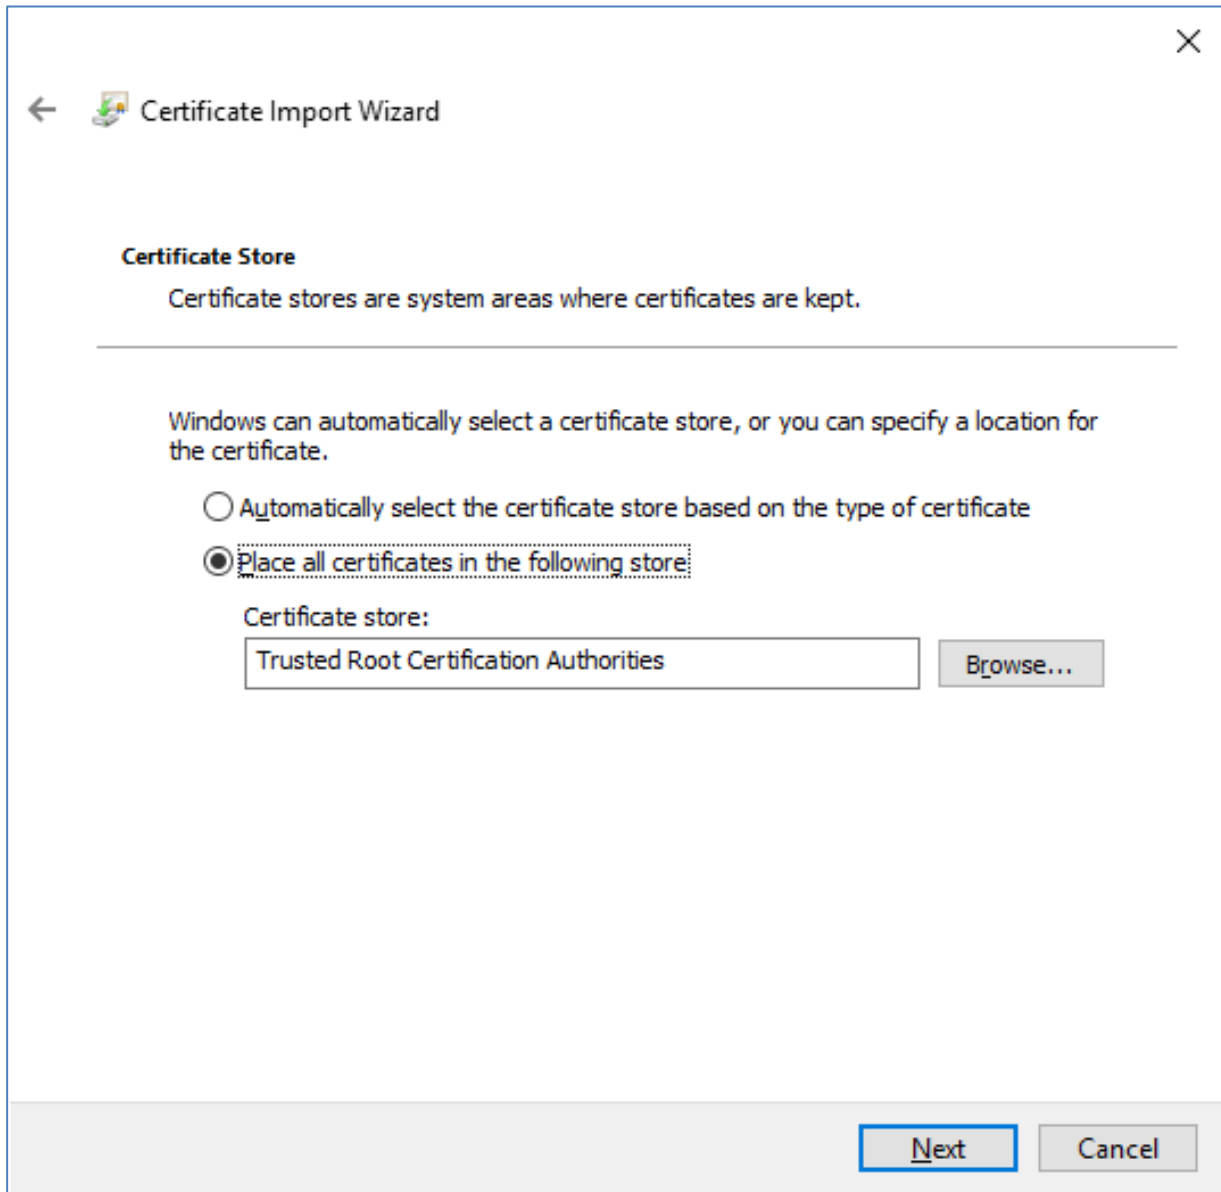 Certificate Import Wizard
Certificate Store
Certificate stores are system areas where certificates are kept.
Windows can automatically select a certificate store, or you can specify a location for
the certificate.
Automatically select the certificate store based on the type of certificate
Place all certificates in the following store
Certificate store:
Trusted Root Certification Authorities
Browse...
Next
Cancel